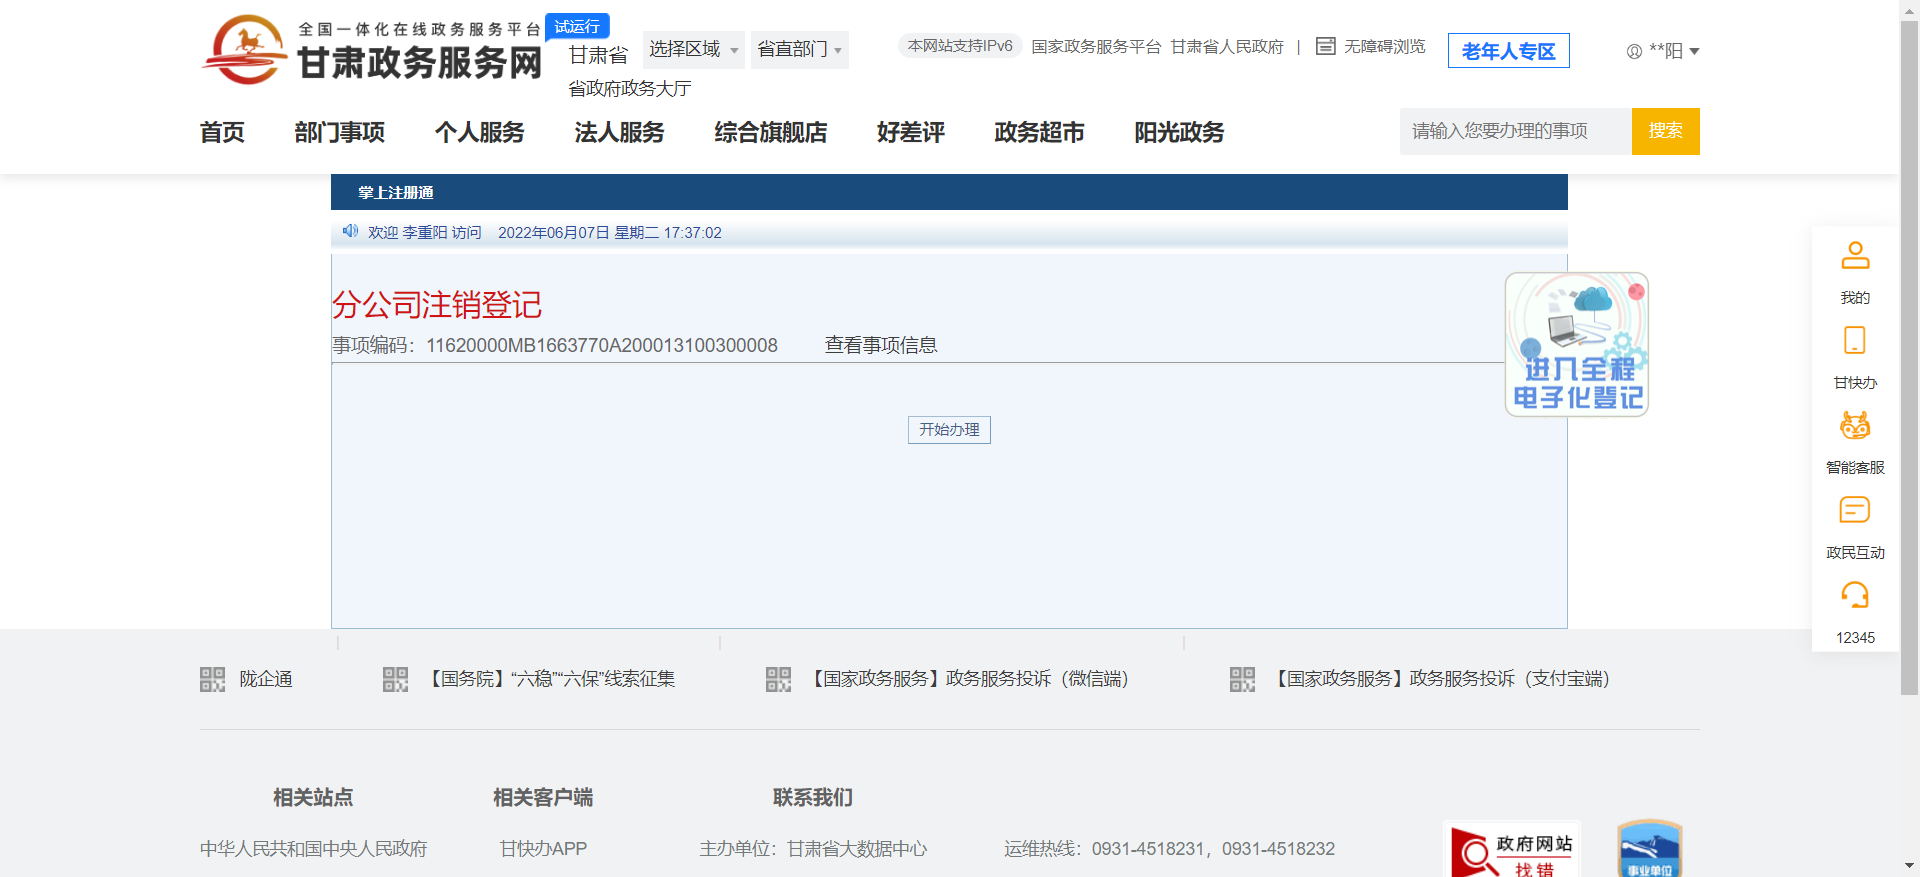 全国一体化在线政务服务平台
甘肃政务服务网
试运行
甘肃省
选择区域
省直部门
省政府政务大厅
本网站支持IPv6
国家政务服务平台
甘肃省人民政府
|
无障碍浏览
老年人专区
**阳
首页
部门事项
个人服务
法人服务
综合旗舰店
好差评
政务超市
阳光政务
请输入您要办理的事项
搜索
掌上注册通
欢迎 李重阳 访问 2022年06月07日 星期二 17:37:02
分公司注销登记
事项编码：11620000MB1663770A200013100300008
查看事项信息
开始办理
进入全程
电子化登记
我的
甘快办
智能客服
政民互动
12345
陇企通
【国务院】“六稳”“六保”线索征集
【国家政务服务】政务服务投诉（微信端）
【国家政务服务】政务服务投诉（支付宝端）
相关站点
相关客户端
联系我们
中华人民共和国中央人民政府
甘快办APP
主办单位：甘肃省大数据中心
运维热线：0931-4518231，0931-4518232
政府网站
找错
事业单位